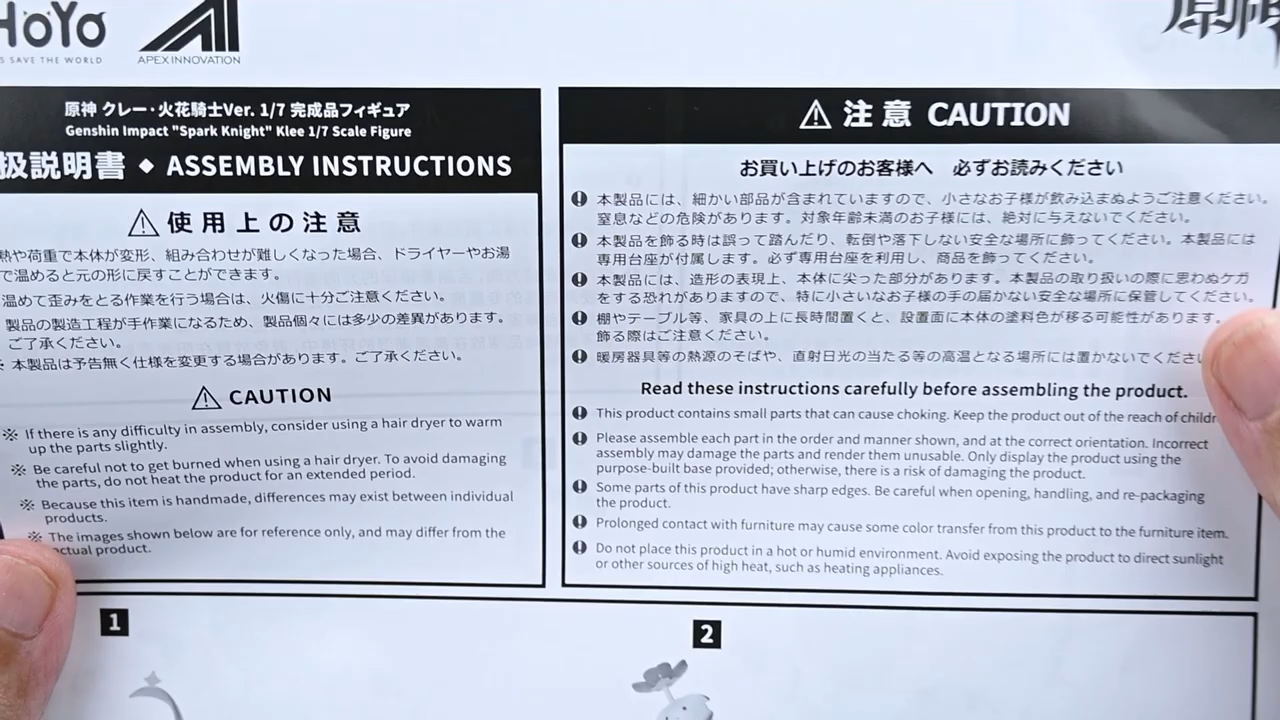 HoYo
S SAVE THE WORLD
APEX INNOVATION
原神
原神 クレー・火花騎士Ver. 1/7 完成品フィギュア
Genshin Impact "Spark Knight" Klee 1/7 Scale Figure
扱説明書 ◆ ASSEMBLY INSTRUCTIONS
使用上の注意
熱や荷重で本体が変形、組み合わせが難しくなった場合、ドライヤーやお湯
で温めると元の形に戻すことができます。
温めて歪みをとる作業を行う場合は、火傷に十分ご注意ください。
製品の製造工程が手作業になるため、製品個々には多少の差異があります。
ご了承ください。
※ 本製品は予告無く仕様を変更する場合があります。ご了承ください。
CAUTION
※ If there is any difficulty in assembly, consider using a hair dryer to warm
up the parts slightly.
※ Be careful not to get burned when using a hair dryer. To avoid damaging
the parts, do not heat the product for an extended period.
※ Because this item is handmade, differences may exist between individual
products.
※ The images shown below are for reference only, and may differ from the
actual product.
注意 CAUTION
お買い上げのお客様へ 必ずお読みください
本製品には、細かい部品が含まれていますので、小さなお子様が飲み込まぬようご注意ください。
窒息などの危険があります。対象年齢未満のお子様には、絶対に与えないでください。
本製品を飾る時は誤って踏んだり、転倒や落下しない安全な場所に飾ってください。本製品には
専用台座が付属します。必ず専用台座を利用し、商品を飾ってください。
本製品には、造形の表現上、本体に尖った部分があります。本製品の取り扱いの際に思わぬケガ
をする恐れがありますので、特に小さいなお子様の手の届かない安全な場所に保管してください。
棚やテーブル等、家具の上に長時間置くと、設置面に本体の塗料色が移る可能性があります。
飾る際はご注意ください。
暖房器具等の熱源のそばや、直射日光の当たる等の高温となる場所には置かないでくださ
Read these instructions carefully before assembling the product.
This product contains small parts that can cause choking. Keep the product out of the reach of childr
Please assemble each part in the order and manner shown, and at the correct orientation. Incorrect
assembly may damage the parts and render them unusable. Only display the product using the
purpose-built base provided; otherwise, there is a risk of damaging the product.
Some parts of this product have sharp edges. Be careful when opening, handling, and re-packaging
the product.
Prolonged contact with furniture may cause some color transfer from this product to the furniture item.
Do not place this product in a hot or humid environment. Avoid exposing the product to direct sunlight
or other sources of high heat, such as heating appliances.
1
2